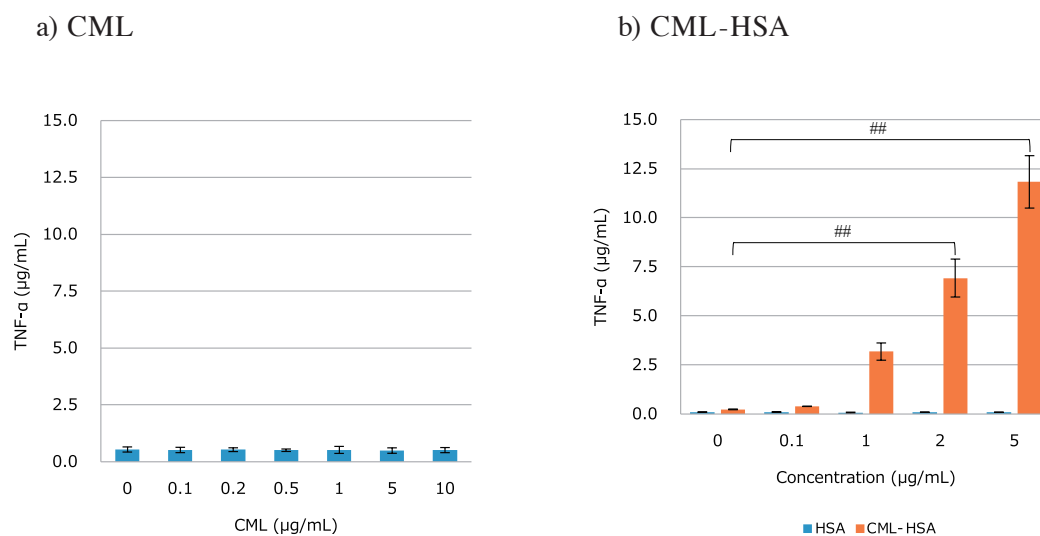 a) CML
15.0
12.5
10.0
7.5
5.0
2.5
0.0
TNF-α (µg/mL)
0 0.1 0.2 0.5 1 5 10
CML (µg/mL)
b) CML-HSA
15.0
12.5
10.0
7.5
5.0
2.5
0.0
TNF-α (µg/mL)
##
##
0 0.1 1 2 5
Concentration (µg/mL)
HSA CML-HSA